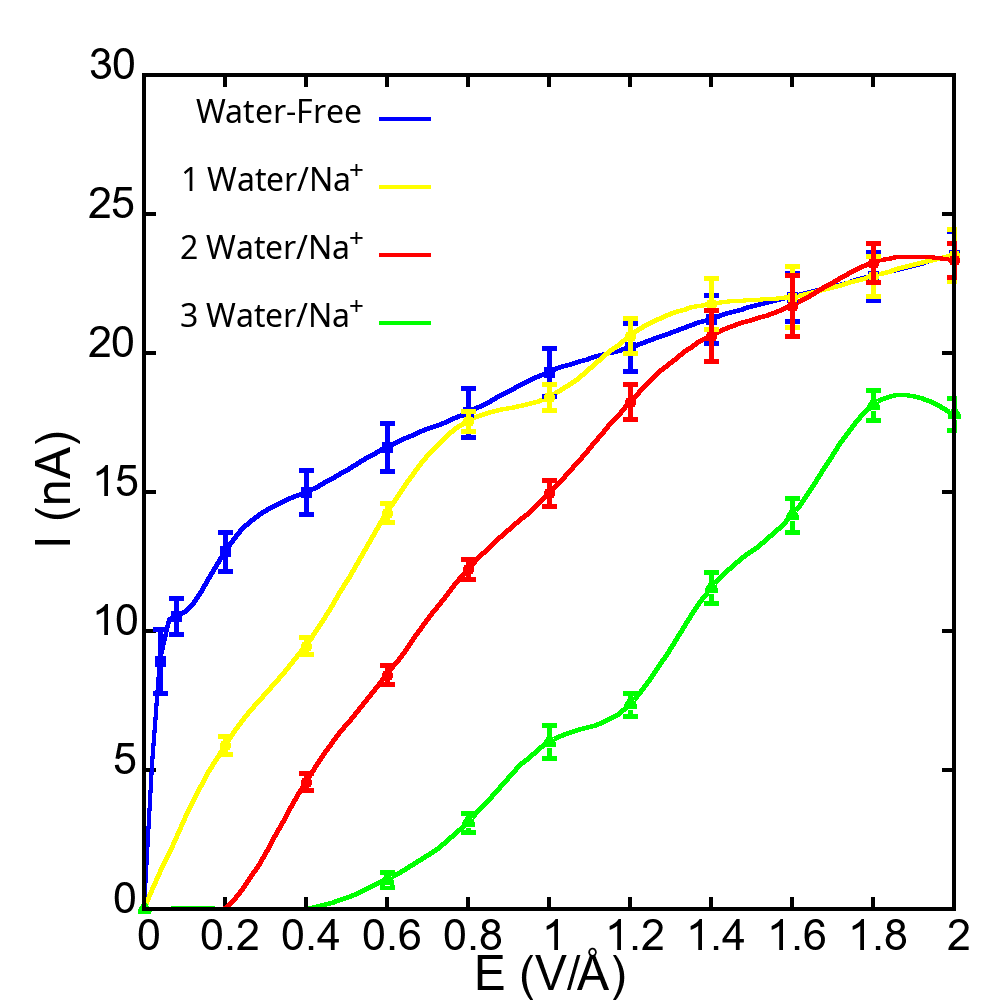 30
25
20
15
10
5
0
Water-Free
1 Water/Na⁺
2 Water/Na⁺
3 Water/Na⁺
I (nA)
0 0.2 0.4 0.6 0.8 1 1.2 1.4 1.6 1.8 2
E (V/Å)